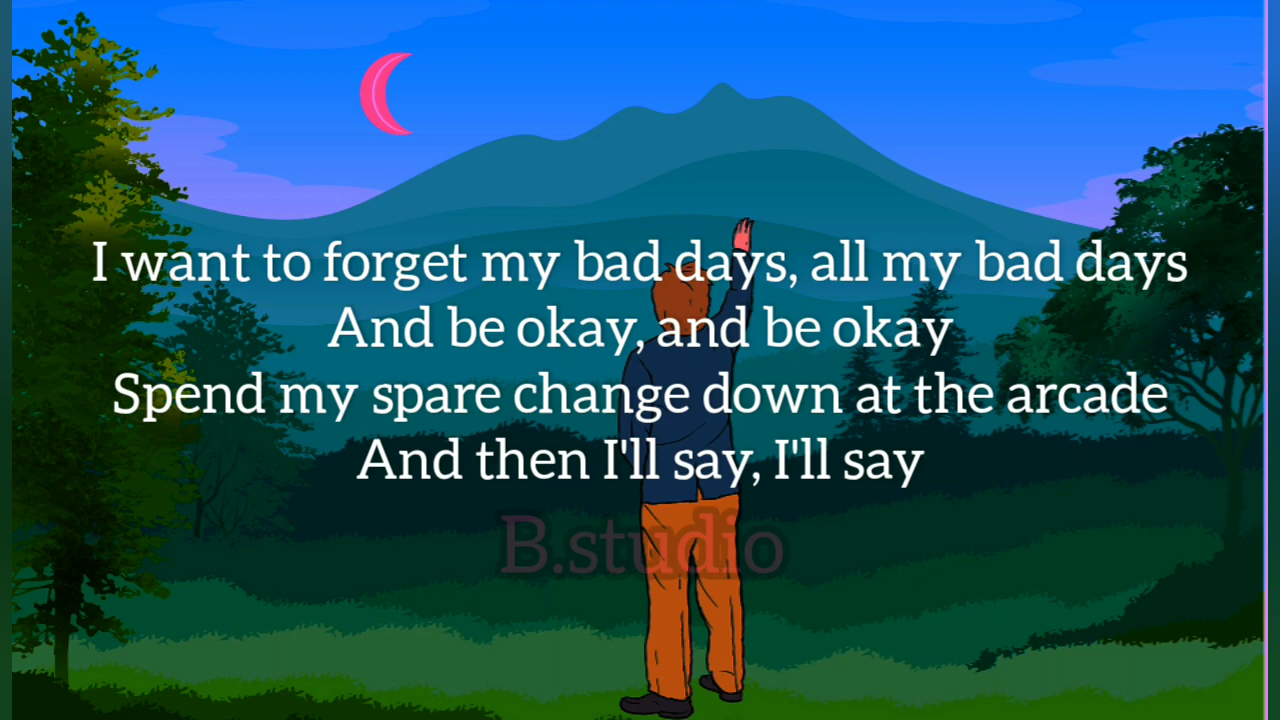 I want to forget my bad days, all my bad days
And be okay, and be okay
Spend my spare change down at the arcade
And then I'll say, I'll say
B.studio